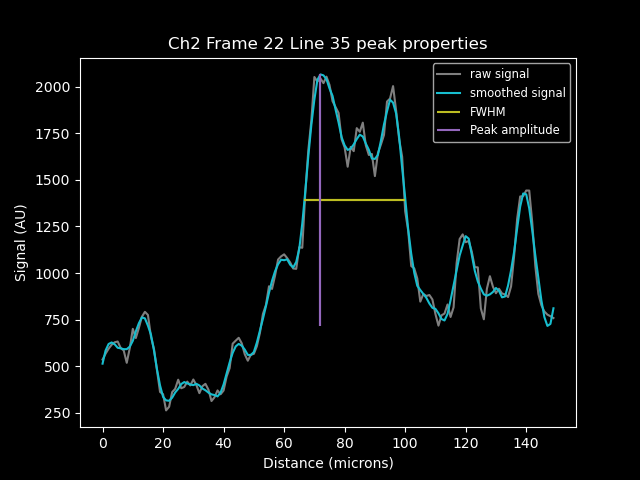 Ch2 Frame 22 Line 35 peak properties
raw signal
smoothed signal
FWHM
Peak amplitude
Signal (AU)
2000
1750
1500
1250
1000
750
500
250
0 20 40 60 80 100 120 140
Distance (microns)